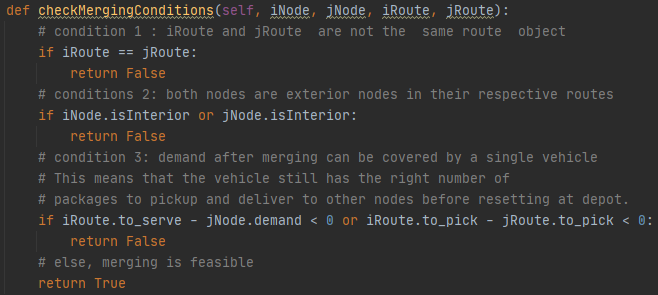 def checkMergingConditions(self, iNode, jNode, iRoute, jRoute):
    # condition 1 : iRoute and jRoute  are not the  same route  object
    if iRoute == jRoute:
        return False
    # conditions 2: both nodes are exterior nodes in their respective routes
    if iNode.isInterior or jNode.isInterior:
        return False
    # condition 3: demand after merging can be covered by a single vehicle
    # This means that the vehicle still has the right number of
    # packages to pickup and deliver to other nodes before resetting at depot.
    if iRoute.to_serve - jNode.demand < 0 or iRoute.to_pick - jRoute.to_pick < 0:
        return False
    # else, merging is feasible
    return True